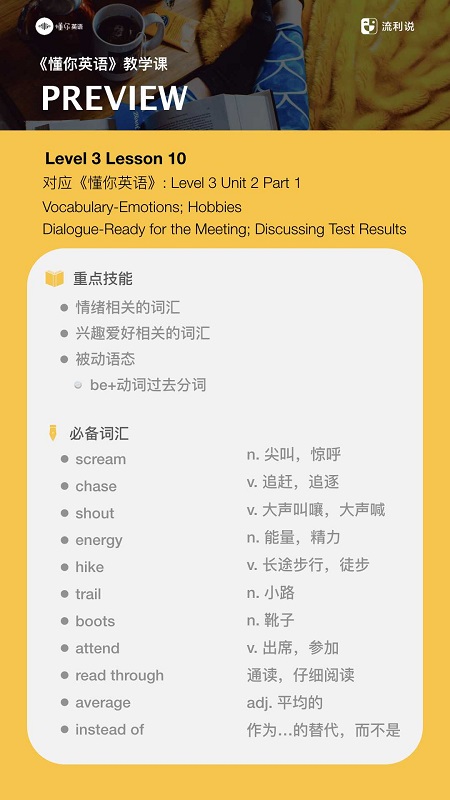 懂你英语
流利说
《懂你英语》教学课
PREVIEW
Level 3 Lesson 10
对应《懂你英语》: Level 3 Unit 2 Part 1
Vocabulary-Emotions; Hobbies
Dialogue-Ready for the Meeting; Discussing Test Results
重点技能
情绪相关的词汇
兴趣爱好相关的词汇
被动语态
be+动词过去分词
必备词汇
scream n. 尖叫，惊呼
chase v. 追赶，追逐
shout v. 大声叫嚷，大声喊
energy n. 能量，精力
hike v. 长途步行，徒步
trail n. 小路
boots n. 靴子
attend v. 出席，参加
read through 通读，仔细阅读
average adj. 平均的
instead of 作为…的替代，而不是